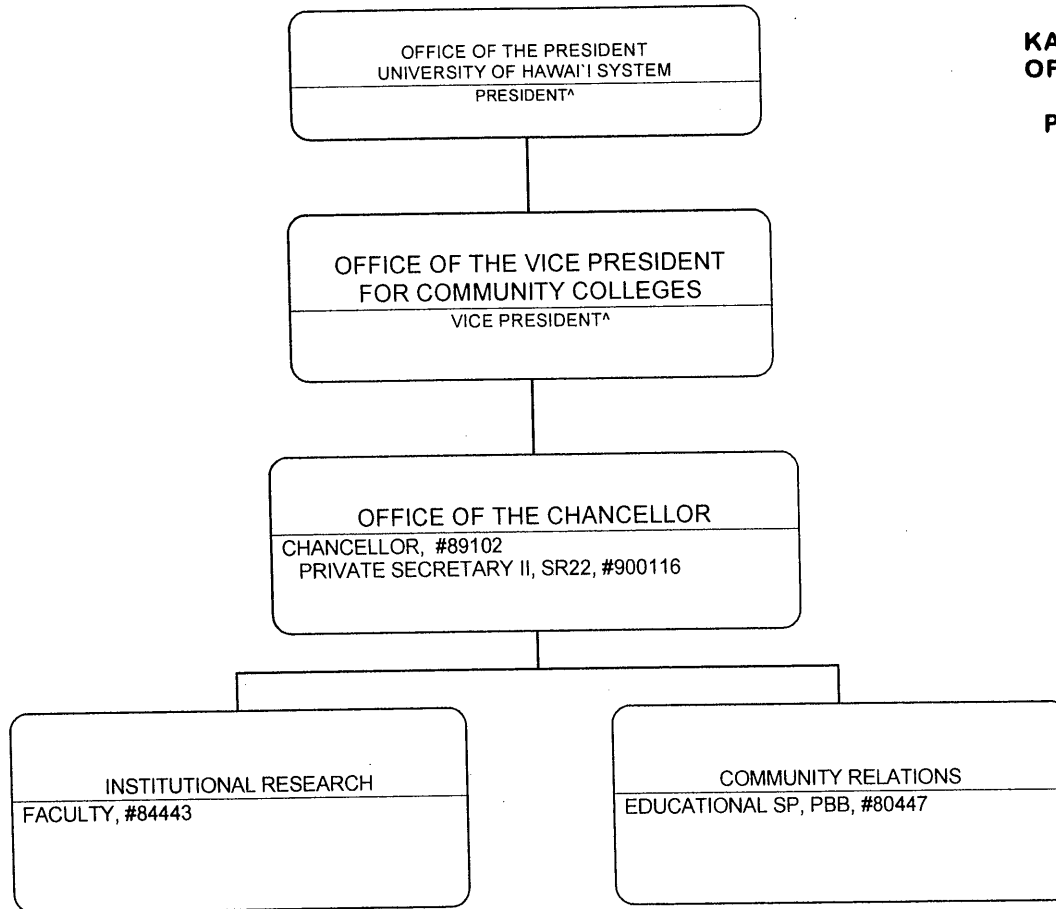 OFFICE OF THE PRESIDENT
UNIVERSITY OF HAWAI`I SYSTEM
PRESIDENT^
KA
OF
P
OFFICE OF THE VICE PRESIDENT
FOR COMMUNITY COLLEGES
VICE PRESIDENT^
OFFICE OF THE CHANCELLOR
CHANCELLOR, #89102
PRIVATE SECRETARY II, SR22, #900116
INSTITUTIONAL RESEARCH
FACULTY, #84443
COMMUNITY RELATIONS
EDUCATIONAL SP, PBB, #80447